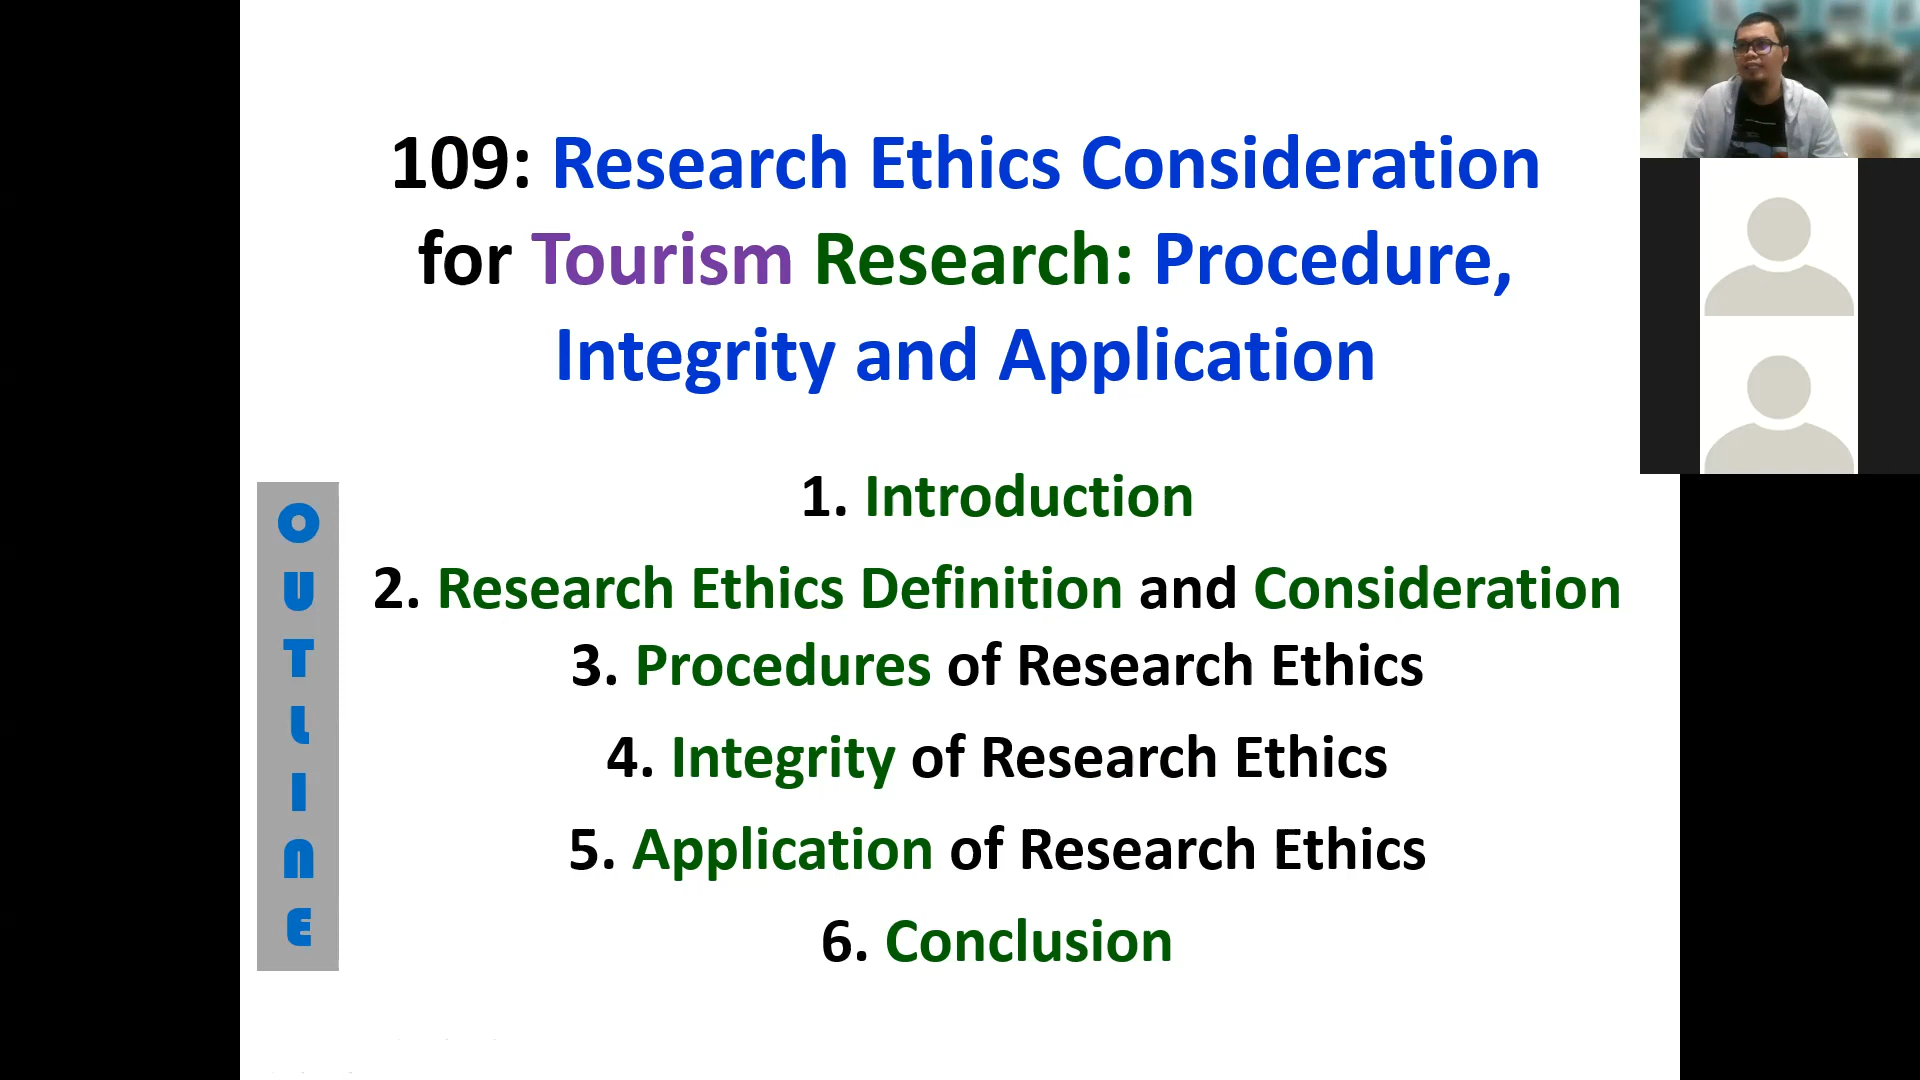 109: Research Ethics Consideration
for Tourism Research: Procedure,
Integrity and Application
OUTLINE
1. Introduction
2. Research Ethics Definition and Consideration
3. Procedures of Research Ethics
4. Integrity of Research Ethics
5. Application of Research Ethics
6. Conclusion